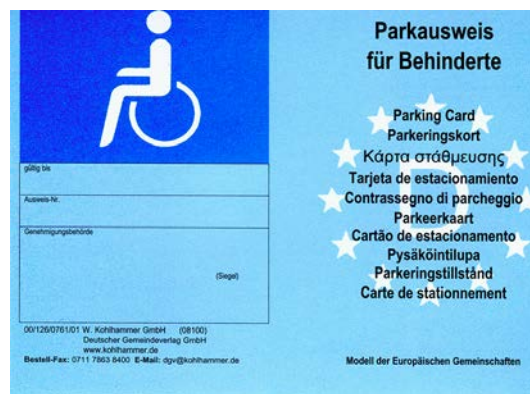 gültig bis
Ausweis-Nr.
Genehmigungsbehörde
(Siegel)
00/126/0761/01 W. Kohlhammer GmbH (08100)
Deutscher Gemeindeverlag GmbH
www.kohlhammer.de
Bestell-Fax: 0711 7863 8400 E-Mail: dgv@kohlhammer.de
Parkausweis
für Behinderte
Parking Card
Parkeringskort
Κάρτα στάθμευσης
Tarjeta de estacionamiento
Contrassegno di parcheggio
Parkeerkaart
Cartão de estacionamento
Pysäköintilupa
Parkeringstillstånd
Carte de stationnement
D
Modell der Europäischen Gemeinschaften